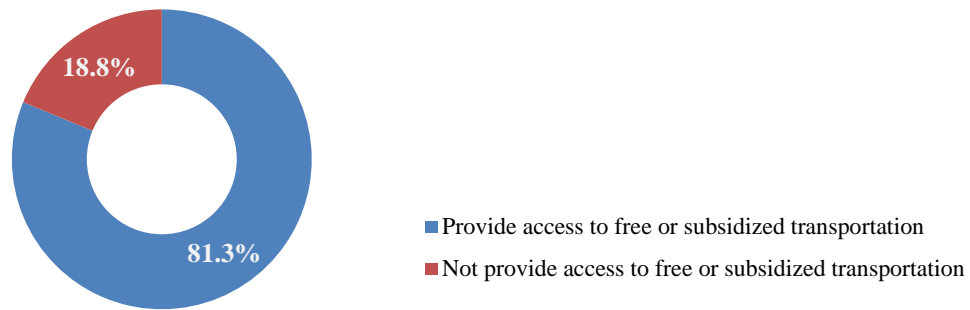 18.8%
81.3%
Provide access to free or subsidized transportation
Not provide access to free or subsidized transportation